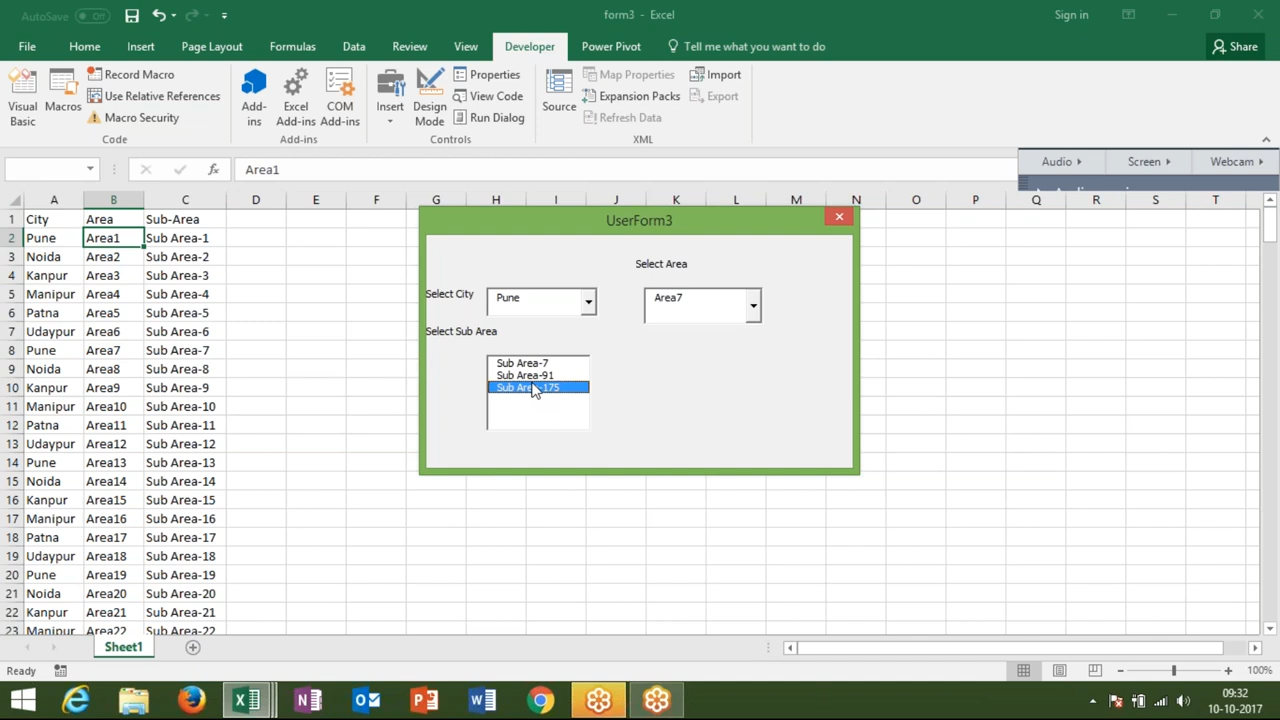 AutoSave Off
form3 - Excel
Sign in
File Home Insert Page Layout Formulas Data Review View Developer Power Pivot Tell me what you want to do
Share
Visual Basic
Macros
Record Macro
Use Relative References
Macro Security
Code
Add-ins
Excel Add-ins
COM Add-ins
Add-ins
Insert
Design Mode
Properties
View Code
Run Dialog
Controls
Source
Map Properties
Expansion Packs
Refresh Data
Import
Export
XML
fx
Area1
Audio
Screen
Webcam
A B C D E F G H I J K L M N O P Q R S T
1 City Area Sub-Area
2 Pune Area1 Sub Area-1
3 Noida Area2 Sub Area-2
4 Kanpur Area3 Sub Area-3
5 Manipur Area4 Sub Area-4
6 Patna Area5 Sub Area-5
7 Udaypur Area6 Sub Area-6
8 Pune Area7 Sub Area-7
9 Noida Area8 Sub Area-8
10 Kanpur Area9 Sub Area-9
11 Manipur Area10 Sub Area-10
12 Patna Area11 Sub Area-11
13 Udaypur Area12 Sub Area-12
14 Pune Area13 Sub Area-13
15 Noida Area14 Sub Area-14
16 Kanpur Area15 Sub Area-15
17 Manipur Area16 Sub Area-16
18 Patna Area17 Sub Area-17
19 Udaypur Area18 Sub Area-18
20 Pune Area19 Sub Area-19
21 Noida Area20 Sub Area-20
22 Kanpur Area21 Sub Area-21
23 Manipur Area22 Sub Area-22
UserForm3
Select Area
Select City
Pune
Area7
Select Sub Area
Sub Area-7
Sub Area-91
Sub Area-175
Sheet1
Ready
100%
09:32
10-10-2017